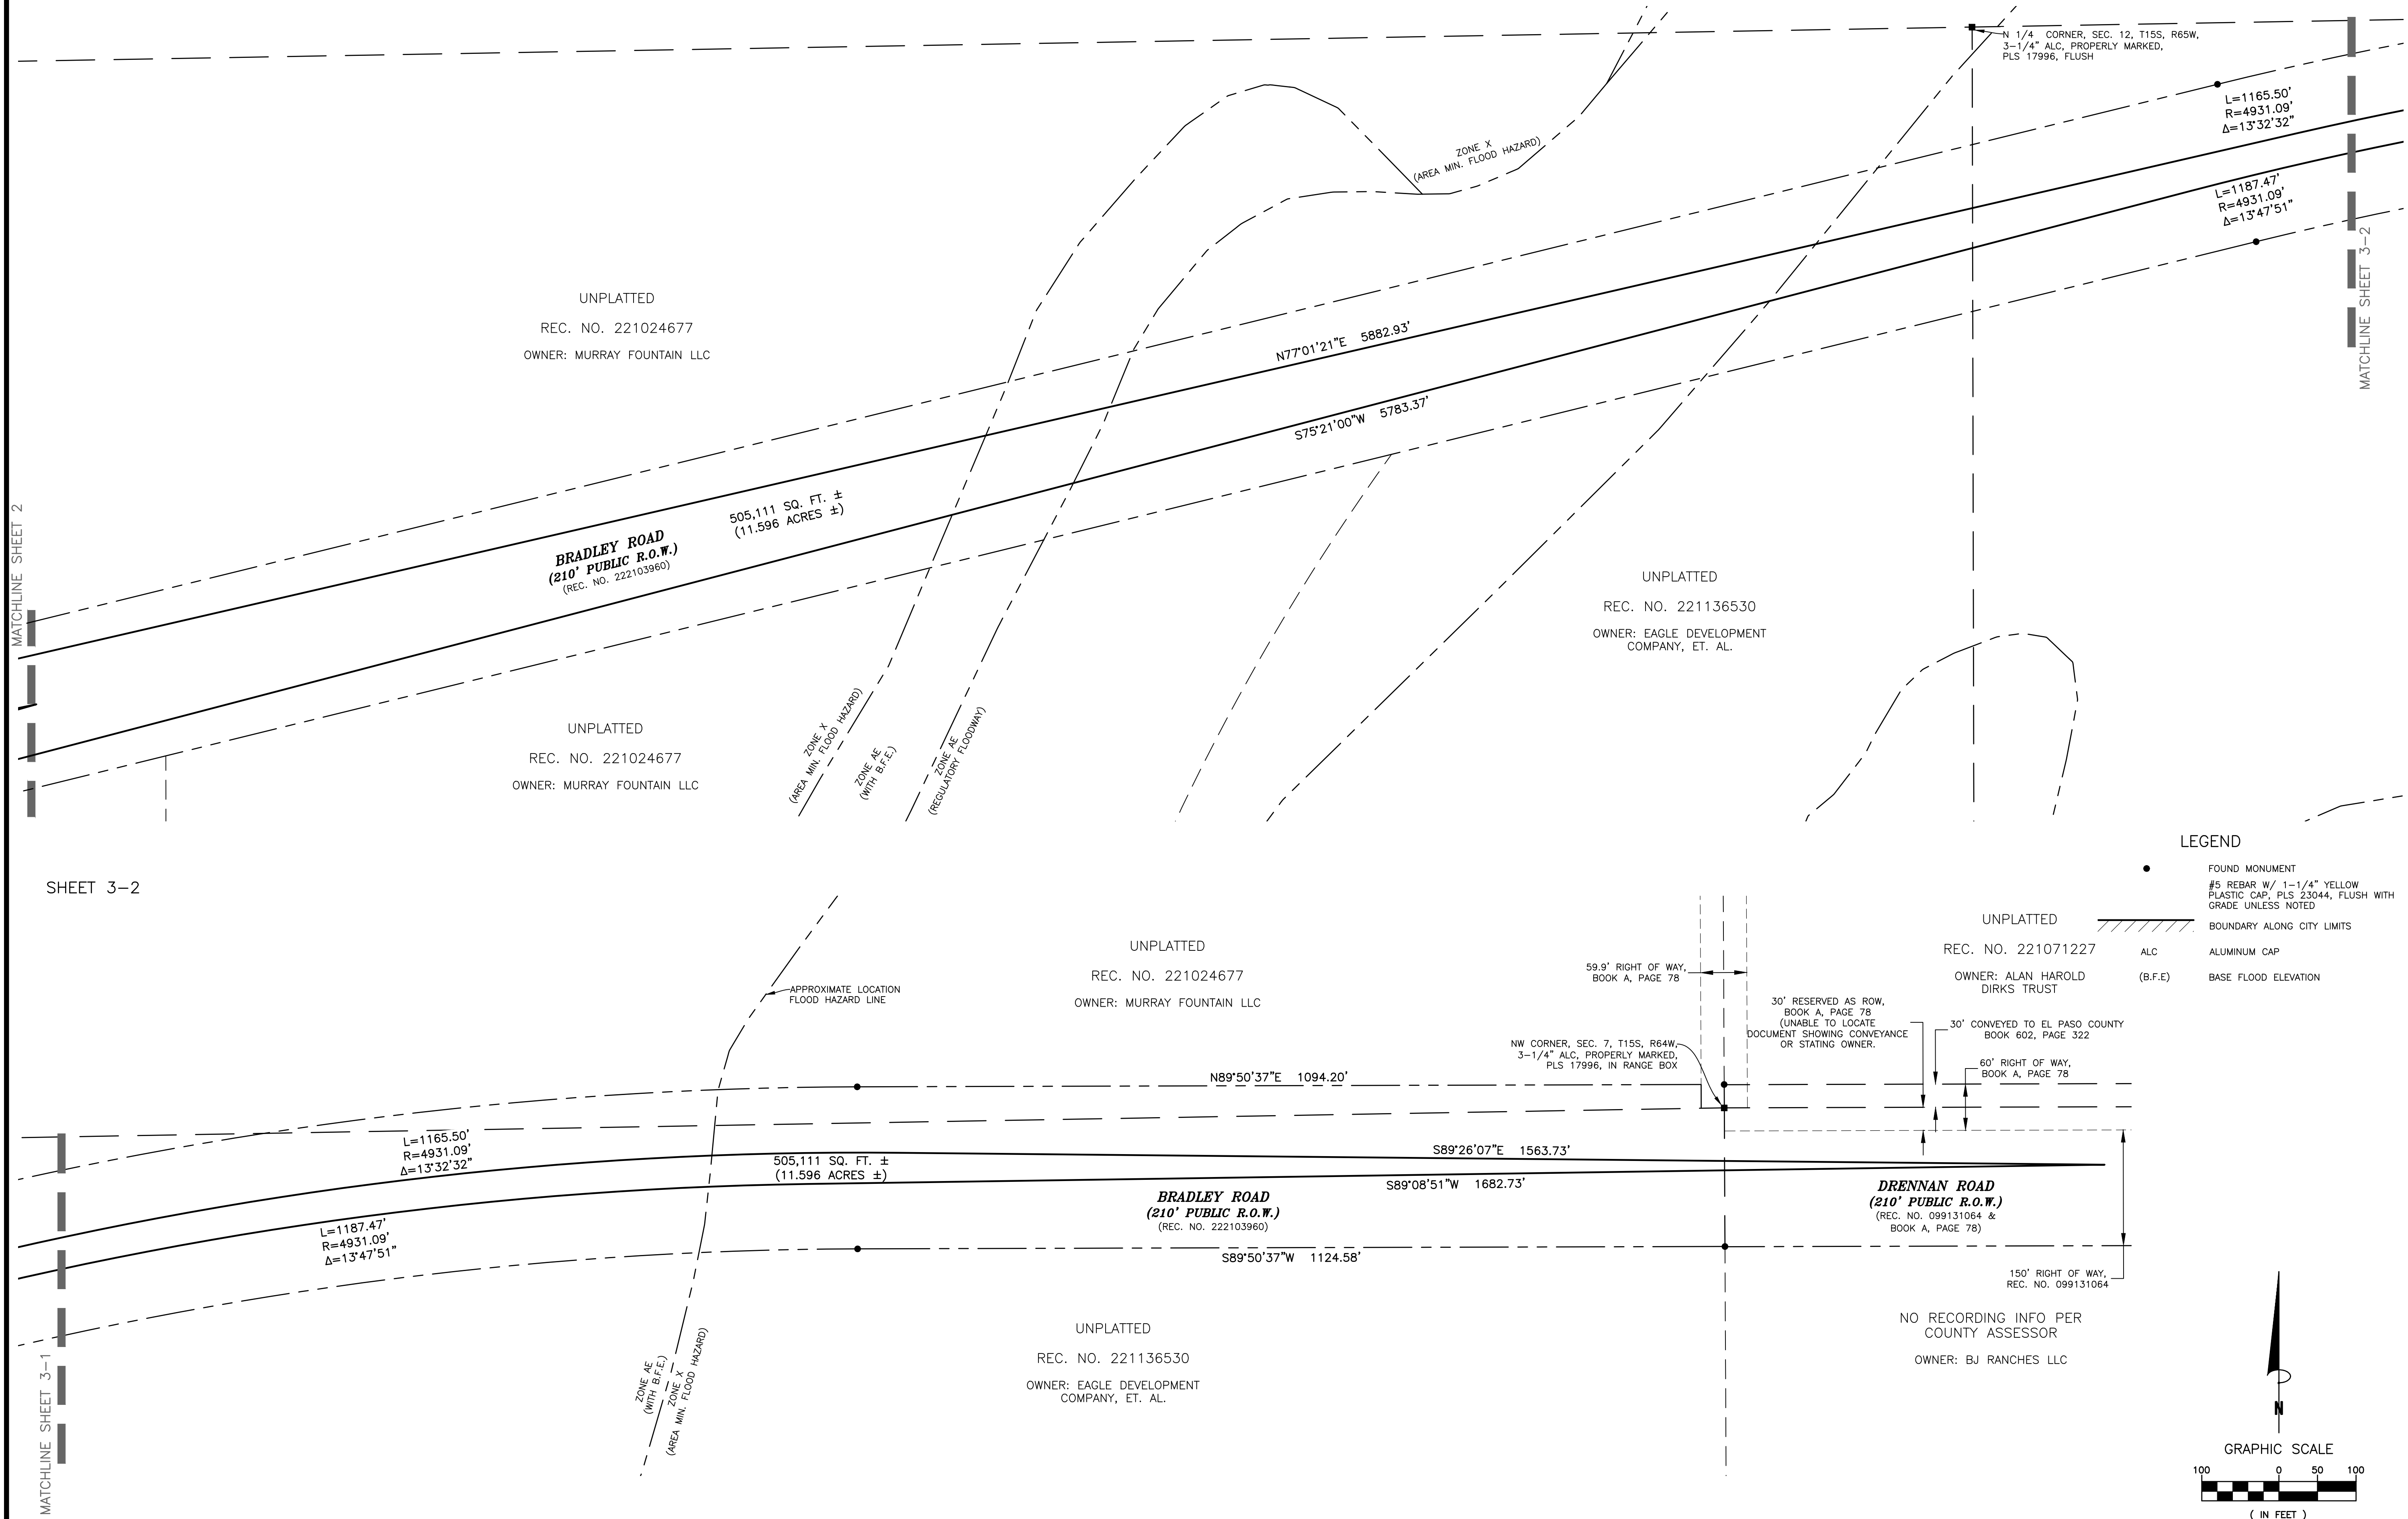 N 1/4 CORNER, SEC. 12, T15S, R65W,
3-1/4" ALC, PROPERLY MARKED,
PLS 17996, FLUSH
L=1165.50'
R=4931.09'
Δ=13°32'32"
ZONE X
(AREA MIN. FLOOD HAZARD)
L=1187.47'
R=4931.09'
Δ=13°47'51"
MATCHLINE SHEET 3-2
UNPLATTED
REC. NO. 221024677
OWNER: MURRAY FOUNTAIN LLC
N77°01'21"E 5882.93'
S75°21'00"W 5783.37'
505,111 SQ. FT. ±
(11.596 ACRES ±)
BRADLEY ROAD
(210' PUBLIC R.O.W.)
(REC. NO. 222103960)
MATCHLINE SHEET 2
UNPLATTED
REC. NO. 221136530
OWNER: EAGLE DEVELOPMENT
COMPANY, ET. AL.
UNPLATTED
REC. NO. 221024677
OWNER: MURRAY FOUNTAIN LLC
ZONE X
(AREA MIN. FLOOD HAZARD)
ZONE AE
(WITH B.F.E.)
ZONE AE
(REGULATORY FLOODWAY)
LEGEND
FOUND MONUMENT
#5 REBAR W/ 1-1/4" YELLOW
PLASTIC CAP, PLS 23044, FLUSH WITH
GRADE UNLESS NOTED
BOUNDARY ALONG CITY LIMITS
ALC ALUMINUM CAP
(B.F.E) BASE FLOOD ELEVATION
SHEET 3-2
UNPLATTED
REC. NO. 221024677
OWNER: MURRAY FOUNTAIN LLC
APPROXIMATE LOCATION
FLOOD HAZARD LINE
59.9' RIGHT OF WAY,
BOOK A, PAGE 78
UNPLATTED
REC. NO. 221071227
OWNER: ALAN HAROLD
DIRKS TRUST
30' RESERVED AS ROW,
BOOK A, PAGE 78
(UNABLE TO LOCATE
DOCUMENT SHOWING CONVEYANCE
OR STATING OWNER.
30' CONVEYED TO EL PASO COUNTY
BOOK 602, PAGE 322
60' RIGHT OF WAY,
BOOK A, PAGE 78
NW CORNER, SEC. 7, T15S, R64W,
3-1/4" ALC, PROPERLY MARKED,
PLS 17996, IN RANGE BOX
N89°50'37"E 1094.20'
L=1165.50'
R=4931.09'
Δ=13°32'32"
505,111 SQ. FT. ±
(11.596 ACRES ±)
S89°26'07"E 1563.73'
S89°08'51"W 1682.73'
BRADLEY ROAD
(210' PUBLIC R.O.W.)
(REC. NO. 222103960)
DRENNAN ROAD
(210' PUBLIC R.O.W.)
(REC. NO. 099131064 &
BOOK A, PAGE 78)
L=1187.47'
R=4931.09'
Δ=13°47'51"
S89°50'37"W 1124.58'
150' RIGHT OF WAY,
REC. NO. 099131064
UNPLATTED
REC. NO. 221136530
OWNER: EAGLE DEVELOPMENT
COMPANY, ET. AL.
NO RECORDING INFO PER
COUNTY ASSESSOR
OWNER: BJ RANCHES LLC
ZONE AE
(WITH B.F.E.)
ZONE X
(AREA MIN. FLOOD HAZARD)
MATCHLINE SHEET 3-1
N
GRAPHIC SCALE
100 0 50 100
( IN FEET )